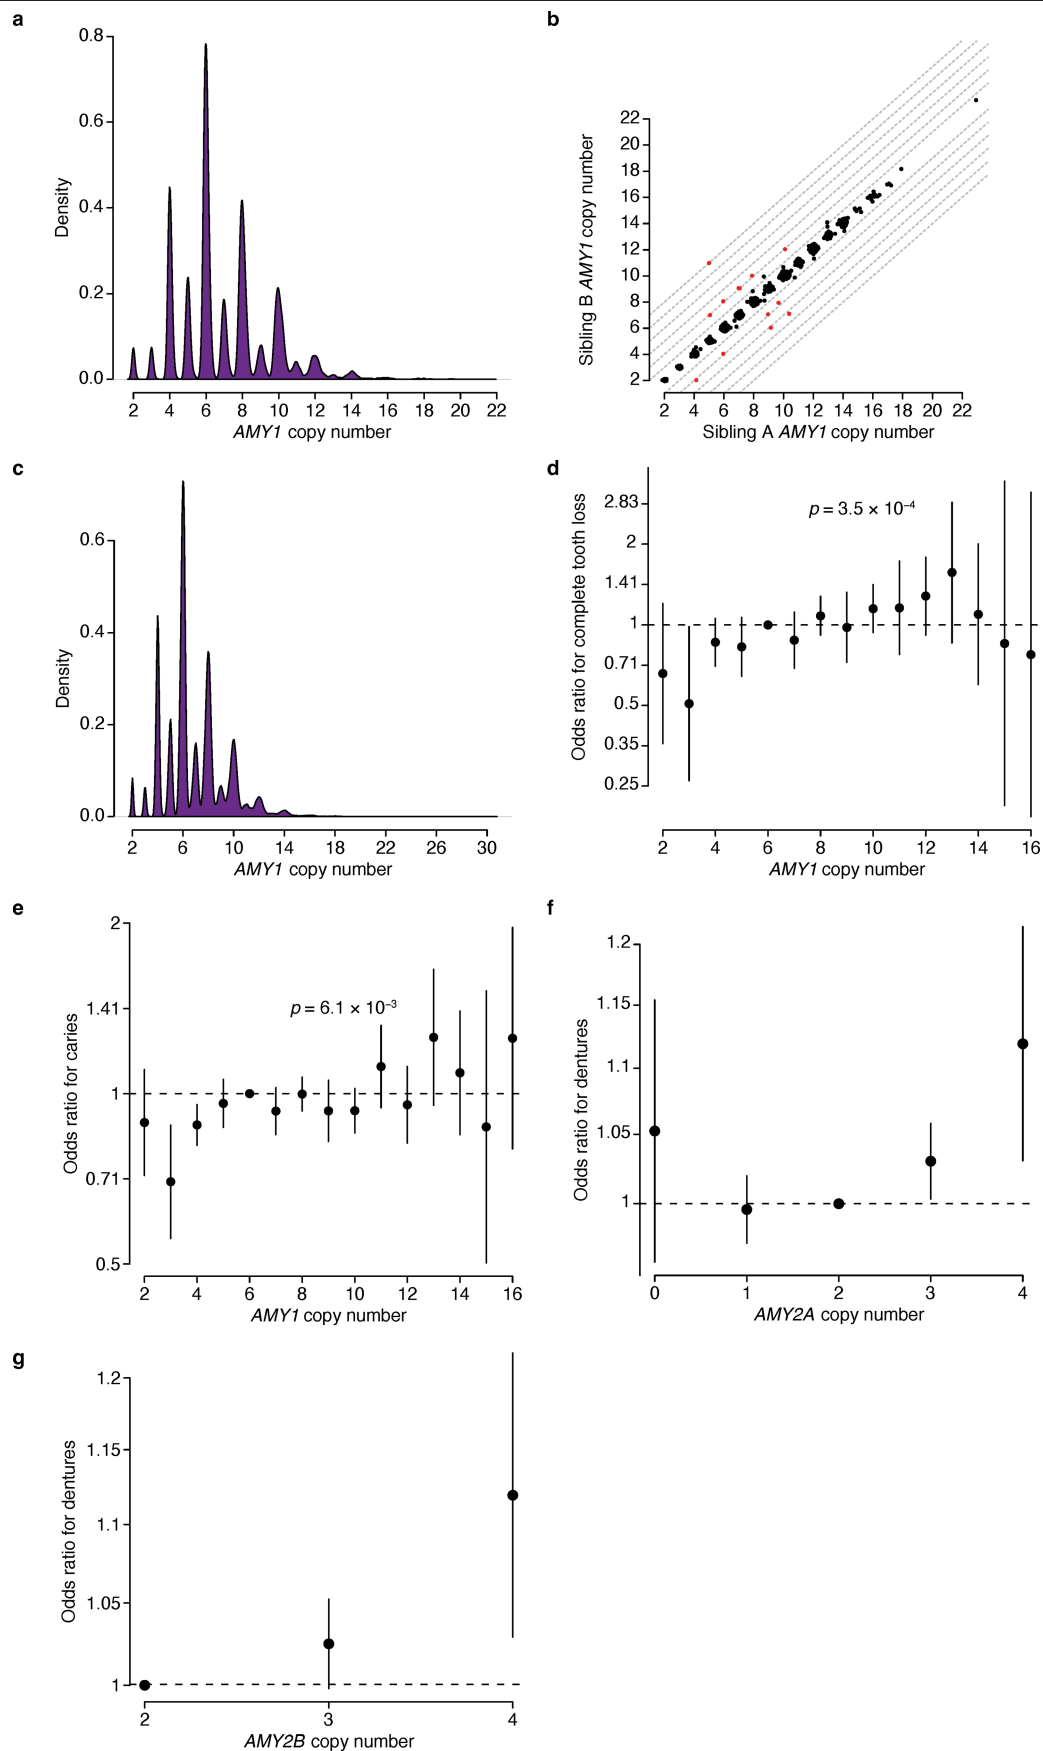 a
0.8
0.6
0.4
0.2
0.0
Density
2 4 6 8 10 12 14 16 18 20 22
AMY1 copy number
b
22
20
18
16
14
12
10
8
6
4
2
Sibling B AMY1 copy number
2 4 6 8 10 12 14 16 18 20 22
Sibling A AMY1 copy number
c
0.6
0.4
0.2
0.0
Density
2 6 10 14 18 22 26 30
AMY1 copy number
d
2.83
2
1.41
1
0.71
0.5
0.35
0.25
Odds ratio for complete tooth loss
p = 3.5 × 10⁻⁴
2 4 6 8 10 12 14 16
AMY1 copy number
e
2
1.41
1
0.71
0.5
Odds ratio for caries
p = 6.1 × 10⁻³
2 4 6 8 10 12 14 16
AMY1 copy number
f
1.2
1.15
1.1
1.05
1
Odds ratio for dentures
0 1 2 3 4
AMY2A copy number
g
1.2
1.15
1.1
1.05
1
Odds ratio for dentures
2 3 4
AMY2B copy number